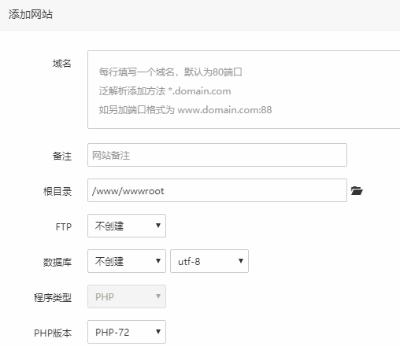 添加网站
域名
每行填写一个域名，默认为80端口
泛解析添加方法 *.domain.com
如另加端口格式为 www.domain.com:88
备注 网站备注
根目录 /www/wwwroot
FTP 不创建
数据库 不创建 utf-8
程序类型 PHP
PHP版本 PHP-72